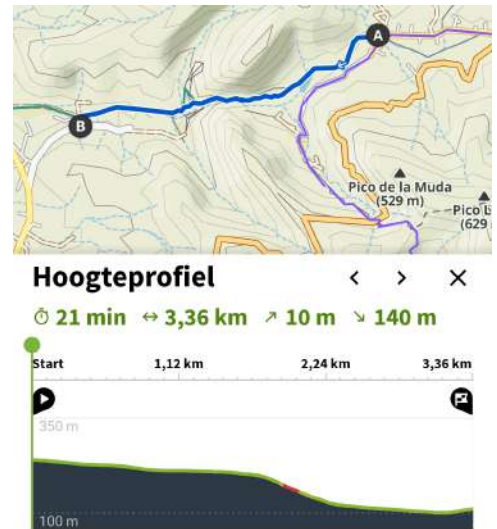 A
B
Pico de la Muda
(529 m)
Pico L
(629
Hoogteprofiel
21 min 3,36 km 10 m 140 m
Start 1,12 km 2,24 km 3,36 km
350 m
100 m